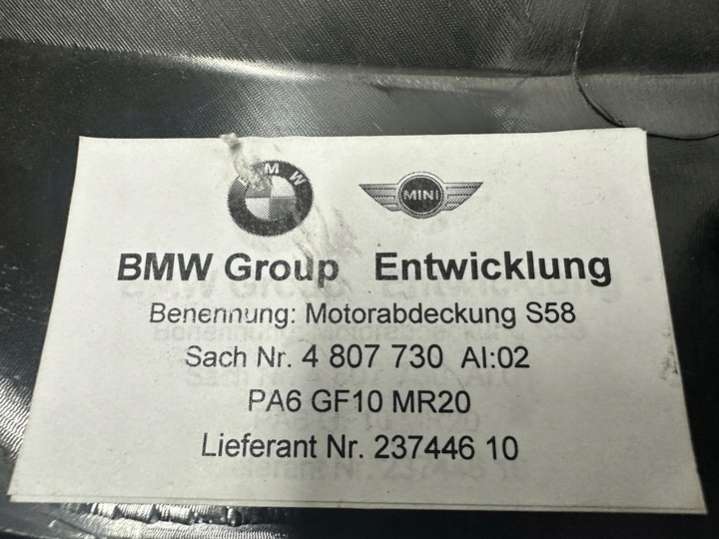 BMW
MINI
BMW Group Entwicklung
Benennung: Motorabdeckung S58
Sach Nr. 4 807 730 AI:02
PA6 GF10 MR20
Lieferant Nr. 237446 10